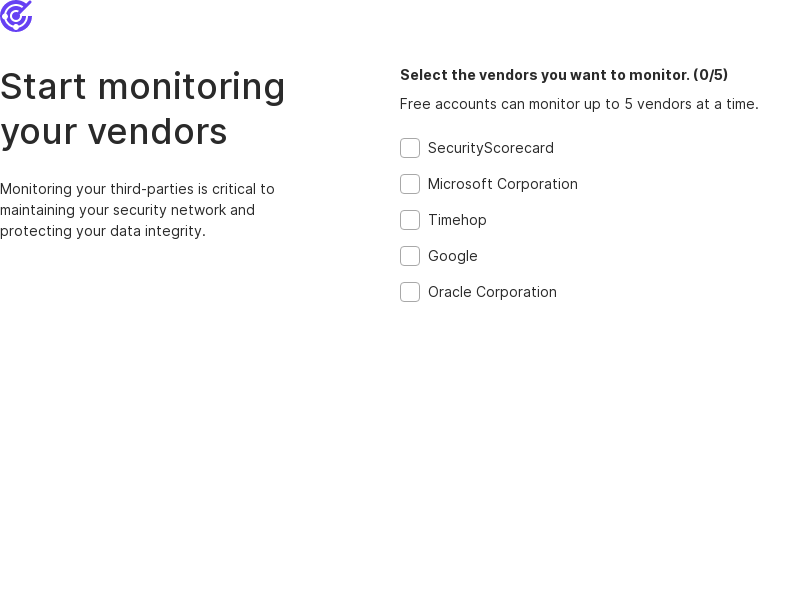 Start monitoring
your vendors
Monitoring your third-parties is critical to
maintaining your security network and
protecting your data integrity.
Select the vendors you want to monitor. (0/5)
Free accounts can monitor up to 5 vendors at a time.
SecurityScorecard
Microsoft Corporation
Timehop
Google
Oracle Corporation